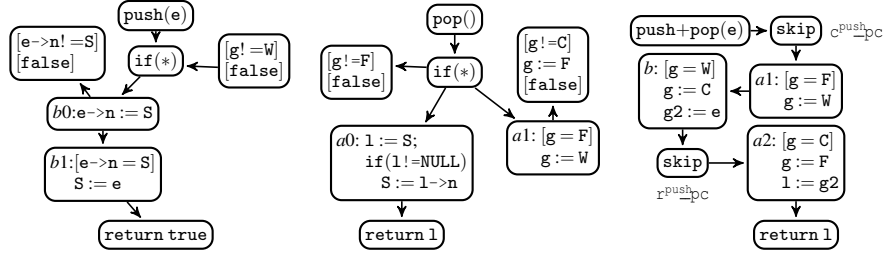 push(e)
[e->n!=S]
[false]
if(*)
[g!=W]
[false]
b0:e->n := S
b1:[e->n = S]
S := e
return true
pop()
[g!=F]
[false]
if(*)
[g!=C]
g := F
[false]
a0: l := S;
if(l!=NULL)
S := l->n
a1: [g = F]
g := W
return l
push+pop(e)
skip
c^push_pc
b: [g = W]
g := C
g2 := e
a1: [g = F]
g := W
skip
r^push_pc
a2: [g = C]
g := F
l := g2
return l